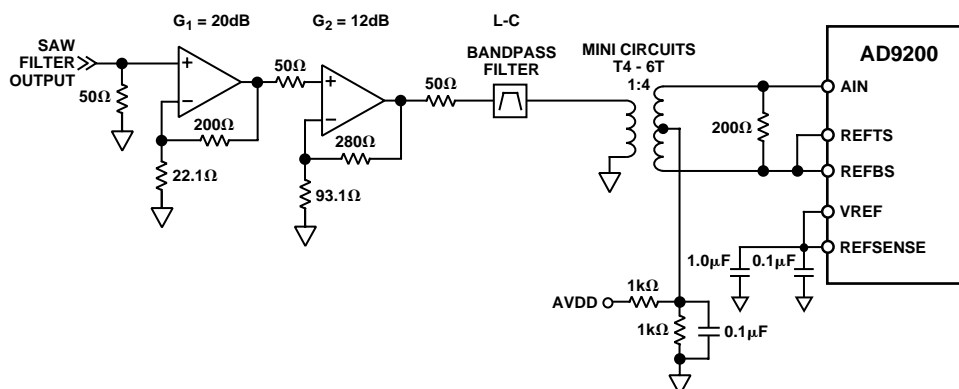 G1 = 20dB
G2 = 12dB
L-C
BANDPASS
FILTER
MINI CIRCUITS
T4 - 6T
1:4
AD9200
SAW
FILTER
OUTPUT
50Ω
200Ω
22.1Ω
50Ω
280Ω
93.1Ω
50Ω
200Ω
AIN
REFTS
REFBS
VREF
REFSENSE
1.0µF
0.1µF
AVDD
1kΩ
1kΩ
0.1µF